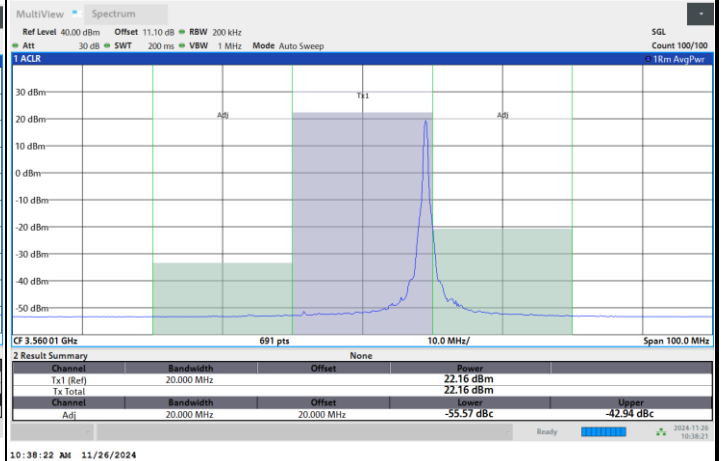 MultiView Spectrum
Ref Level 40.00 dBm Offset 11.10 dB RBW 200 kHz SGL
Att 30 dB SWT 200 ms VBW 1 MHz Mode Auto Sweep Count 100/100
1 ACLR 1Rm AvgPwr
30 dBm
Tx1
20 dBm Adj Adj
10 dBm
0 dBm
-10 dBm
-20 dBm
-30 dBm
-40 dBm
-50 dBm
CF 3.560 01 GHz 691 pts 10.0 MHz/ Span 100.0 MHz
2 Result Summary None
Channel Bandwidth Offset Power
Tx1 (Ref) 20.000 MHz 22.16 dBm
Tx Total 22.16 dBm
Channel Bandwidth Offset Lower Upper
Adj 20.000 MHz 20.000 MHz -55.57 dBc -42.94 dBc
Ready 2024-11-26
10:38:21
10:38:22 AM 11/26/2024